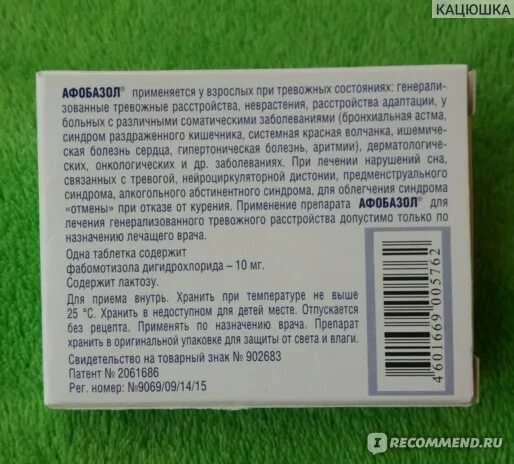 КАЦЮШКА
АФОБАЗОЛ® применяется у взрослых при тревожных состояниях: генерали-
зованные тревожные расстройства, неврастения, расстройства адаптации, у
больных с различными соматическими заболеваниями (бронхиальная астма,
синдром раздраженного кишечника, системная красная волчанка, ишемиче-
ская болезнь сердца, гипертоническая болезнь, аритмии), дерматологиче-
ских, онкологических и др. заболеваниях. При лечении нарушений сна,
связанных с тревогой, нейроциркуляторной дистонии, предменструального
синдрома, алкогольного абстинентного синдрома, для облегчения синдрома
«отмены» при отказе от курения. Применение препарата АФОБАЗОЛ® для
лечения генерализованного тревожного расстройства допустимо только по
назначению лечащего врача.
Одна таблетка содержит
фабомотизола дигидрохлорида – 10 мг.
Содержит лактозу.
Для приема внутрь. Хранить при температуре не выше
25 °С. Хранить в недоступном для детей месте. Отпускается
без рецепта. Применять по назначению врача. Препарат
хранить в оригинальной упаковке для защиты от света и влаги.
Свидетельство на товарный знак № 902683
Патент № 2061686
Рег. номер: №9069/09/14/15
4 601669 005762
IRECOMMEND.RU